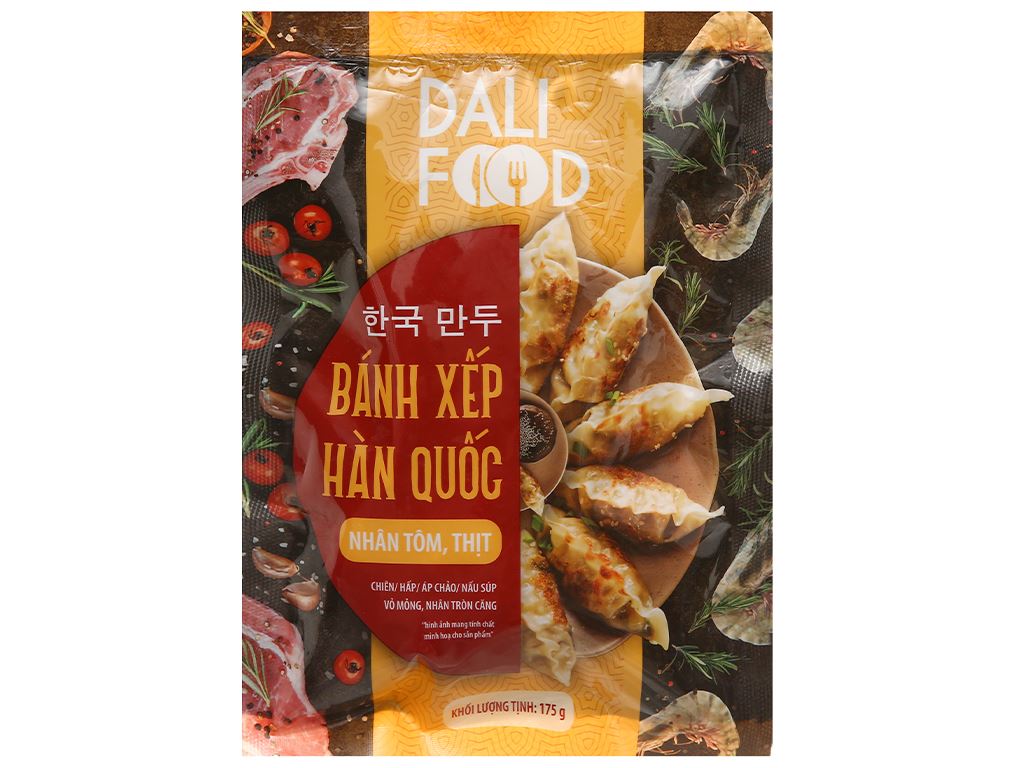 DALI
FOOD
한국 만두
BÁNH XẾP
HÀN QUỐC
NHÂN TÔM, THỊT
CHIÊN/ HẤP/ ÁP CHẢO/ NẤU SÚP
VỎ MỎNG, NHÂN TRÒN CĂNG
"hình ảnh mang tính chất
minh hoạ cho sản phẩm"
KHỐI LƯỢNG TỊNH: 175 g